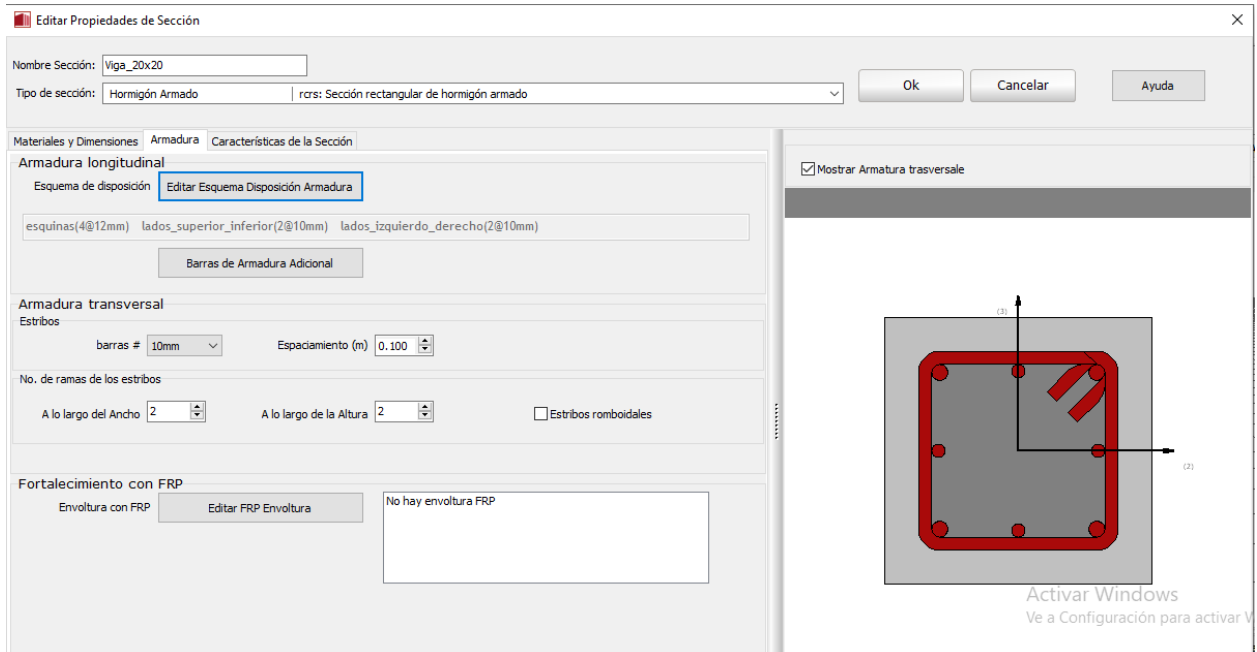 Editar Propiedades de Sección
Nombre Sección: Viga_20x20
Tipo de sección: Hormigón Armado rcrs: Sección rectangular de hormigón armado
Ok Cancelar Ayuda
Materiales y Dimensiones Armadura Características de la Sección
Armadura longitudinal
Esquema de disposición Editar Esquema Disposición Armadura
esquinas(4@12mm) lados_superior_inferior(2@10mm) lados_izquierdo_derecho(2@10mm)
Barras de Armadura Adicional
Armadura transversal
Estribos
barras # 10mm Espaciamiento (m) 0.100
No. de ramas de los estribos
A lo largo del Ancho 2 A lo largo de la Altura 2 Estribos romboidales
Fortalecimiento con FRP
Envoltura con FRP Editar FRP Envoltura No hay envoltura FRP
Mostrar Armatura trasversale
(3)
(2)
Activar Windows
Ve a Configuración para activar W